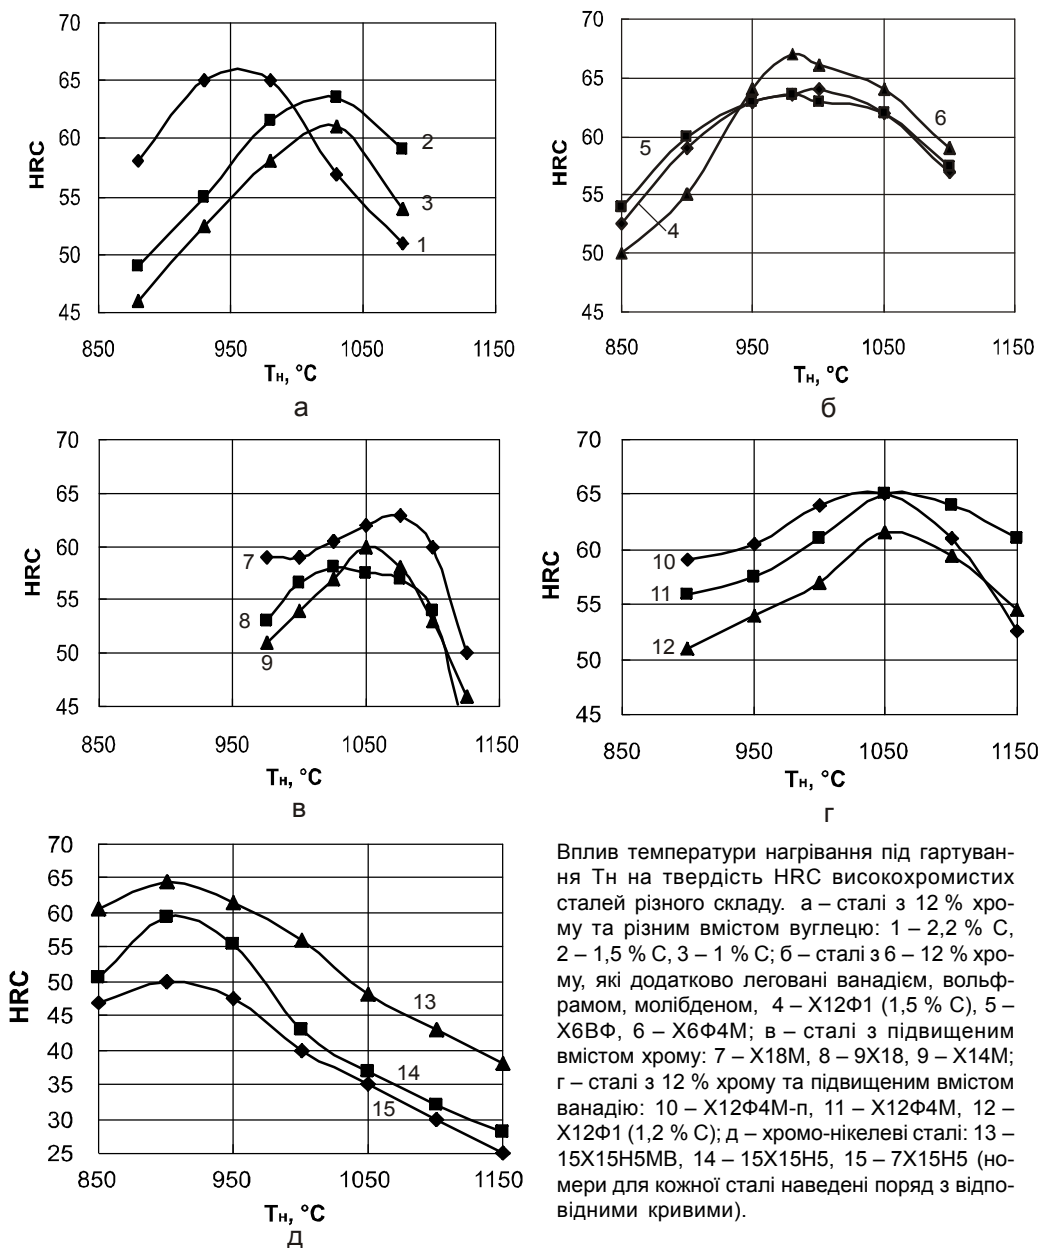 70
65
60
55
50
45
HRC
2
3
1
850
950
1050
1150
Тн, °C
а
70
65
60
55
50
45
HRC
5
4
6
850
950
1050
1150
Тн, °C
б
70
65
60
55
50
45
HRC
7
8
9
850
950
1050
1150
Тн, °C
в
70
65
60
55
50
45
HRC
10
11
12
850
950
1050
1150
Тн, °C
г
70
65
60
55
50
45
40
35
30
25
HRC
13
14
15
850
950
1050
1150
Тн, °C
д
Вплив температури нагрівання під гартуван-
ня Тн на твердість HRC високохромистих
сталей різного складу. а – сталі з 12 % хро-
му та різним вмістом вуглецю: 1 – 2,2 % С,
2 – 1,5 % С, 3 – 1 % С; б – сталі з 6 – 12 % хро-
му, які додатково леговані ванадієм, вольф-
рамом, молібденом, 4 – Х12Ф1 (1,5 % С), 5 –
Х6ВФ, 6 – Х6Ф4М; в – сталі з підвищеним
вмістом хрому: 7 – Х18М, 8 – 9Х18, 9 – Х14М;
г – сталі з 12 % хрому та підвищеним вмістом
ванадію: 10 – Х12Ф4М-п, 11 – Х12Ф4М, 12 –
Х12Ф1 (1,2 % С); д – хромо-нікелеві сталі: 13 –
15Х15Н5МВ, 14 – 15Х15Н5, 15 – 7Х15Н5 (но-
мери для кожної сталі наведені поряд з відпо-
відними кривими).